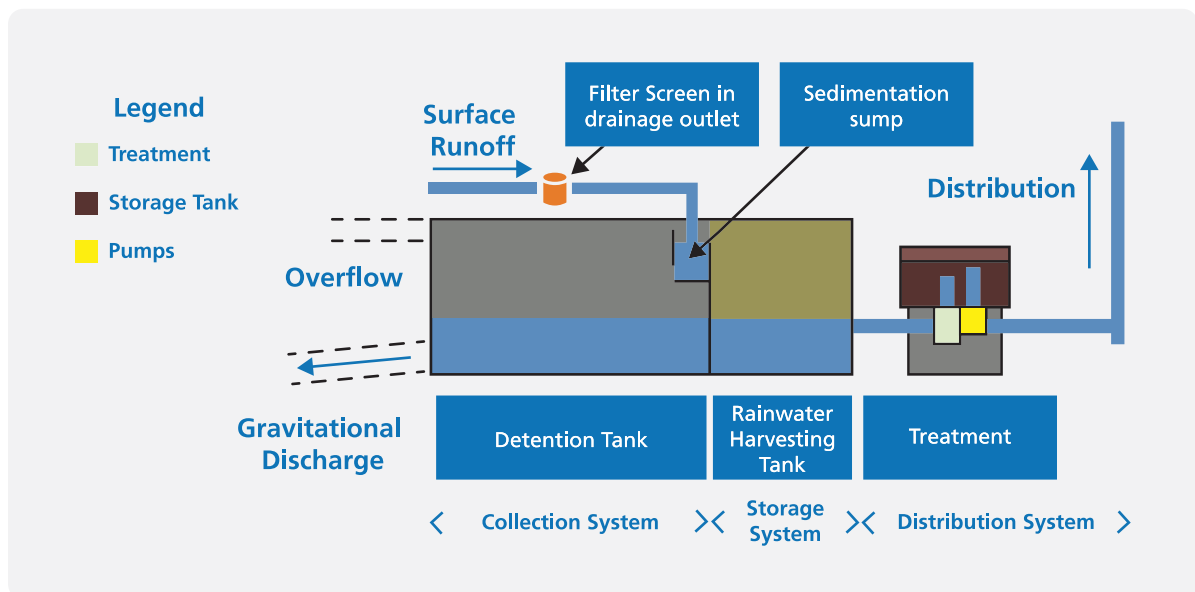 Legend
Treatment
Storage Tank
Pumps
Surface
Runoff
Filter Screen in
drainage outlet
Sedimentation
sump
Distribution
Overflow
Gravitational
Discharge
Detention Tank
Rainwater
Harvesting
Tank
Treatment
Collection System
Storage
System
Distribution System